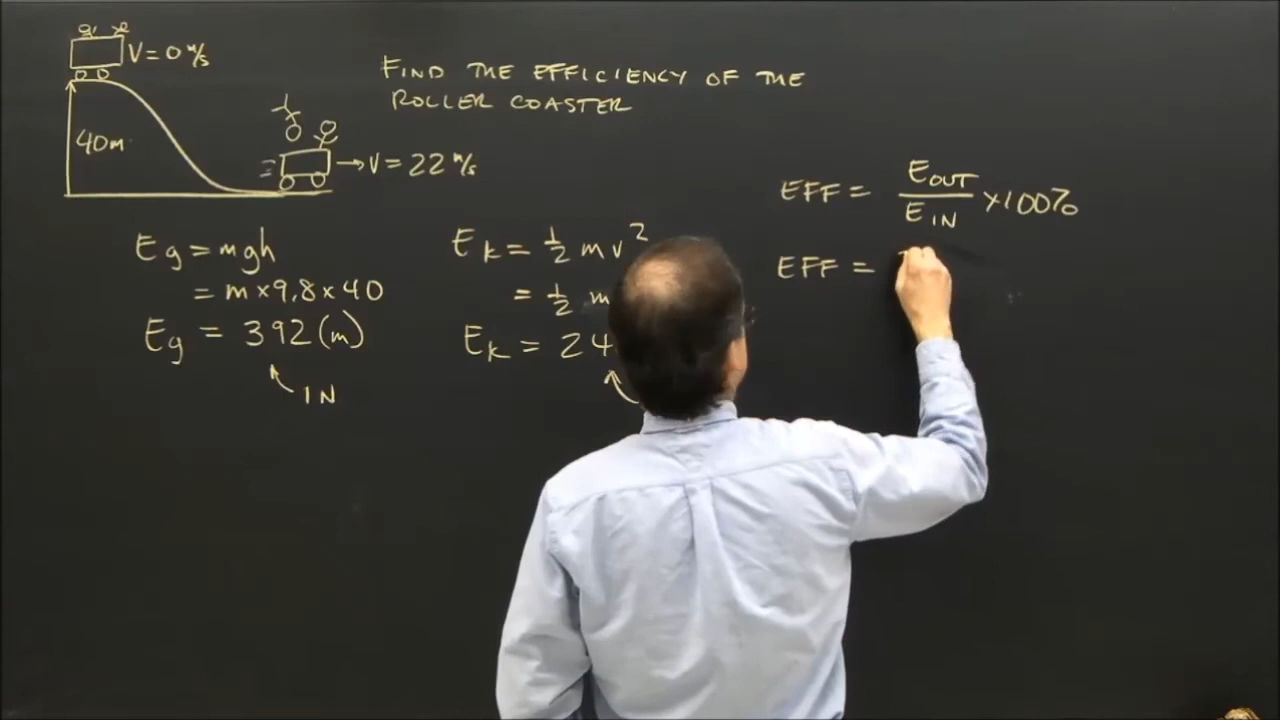 V = 0 m/s
FIND THE EFFICIENCY OF THE
ROLLER COASTER
40m
V = 22 m/s
EFF = E OUT / E IN × 100%
Eg = mgh
= m × 9.8 × 40
Eg = 392 (m)
IN
Ek = ½ mv²
= ½ m
Ek = 24
EFF =